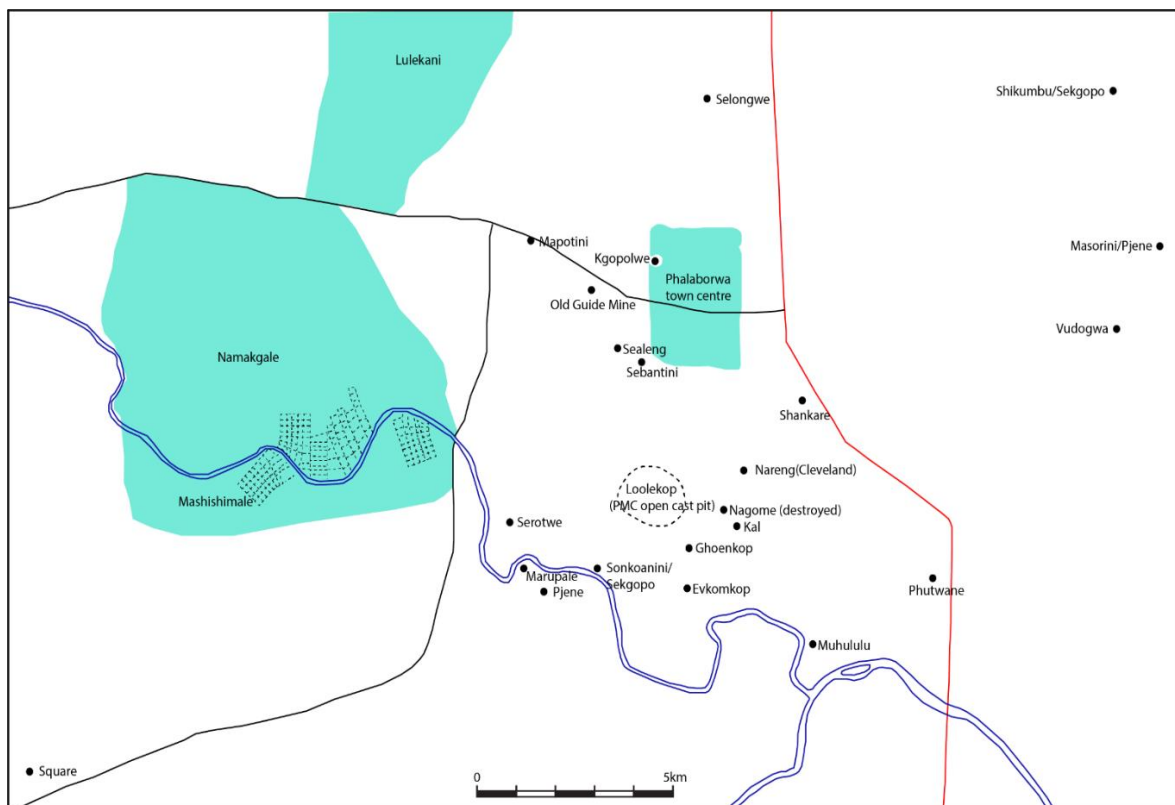 Lulekani
Selongwe
Shikumbu/Sekgopo
Mapotini
Kgopolwe
Masorini/Pjene
Phalaborwa
town centre
Old Guide Mine
Vudogwa
Namakgale
Sealeng
Sebantini
Shankare
Nareng(Cleveland)
Loolekop
(PMC open cast pit)
Mashishimale
Nagome (destroyed)
Kal
Serotwe
Ghoenkop
Marupale
Sonkoanini/
Sekgopo
Pjene
Evkomkop
Phutwane
Muhululu
Square
0
5km